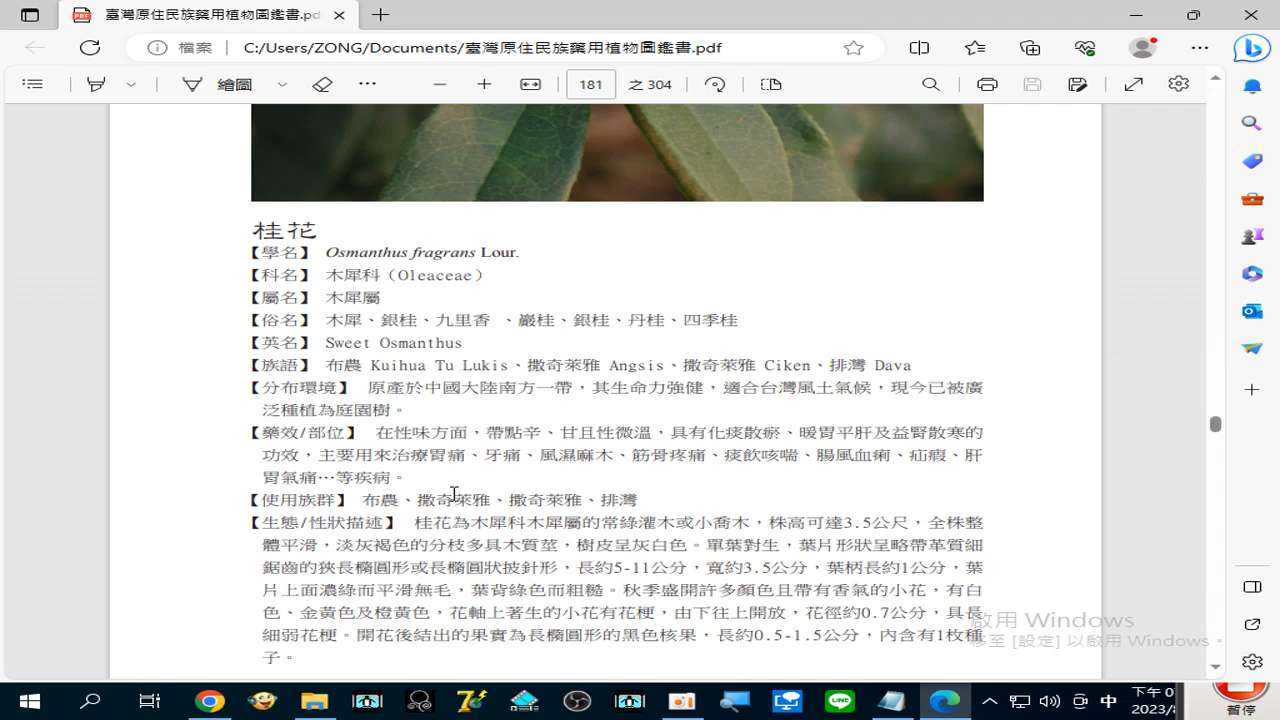 臺灣原住民族藥用植物圖鑑書.pd
檔案 C:/Users/ZONG/Documents/臺灣原住民族藥用植物圖鑑書.pdf
繪圖 181 之 304
桂花
【學名】 Osmanthus fragrans Lour.
【科名】 木犀科（Oleaceae）
【屬名】 木犀屬
【俗名】 木犀、銀桂、九里香 、巖桂、銀桂、丹桂、四季桂
【英名】 Sweet Osmanthus
【族語】 布農 Kuihua Tu Lukis、撒奇萊雅 Angsis、撒奇萊雅 Ciken、排灣 Dava
【分布環境】 原產於中國大陸南方一帶，其生命力強健，適合台灣風土氣候，現今已被廣
泛種植為庭園樹。
【藥效/部位】 在性味方面，帶點辛、甘且性微溫，具有化痰散瘀、暖胃平肝及益腎散寒的
功效，主要用來治療胃痛、牙痛、風濕麻木、筋骨疼痛、痰飲咳喘、腸風血痢、疝瘕、肝
胃氣痛…等疾病。
【使用族群】 布農、撒奇萊雅、撒奇萊雅、排灣
【生態/性狀描述】 桂花為木犀科木犀屬的常綠灌木或小喬木，株高可達3.5公尺，全株整
體平滑，淡灰褐色的分枝多具木質莖，樹皮呈灰白色。單葉對生，葉片形狀呈略帶革質細
鋸齒的狹長橢圓形或長橢圓狀披針形，長約5-11公分，寬約3.5公分，葉柄長約1公分，葉
片上面濃綠而平滑無毛，葉背綠色而粗糙。秋季盛開許多顏色且帶有香氣的小花，有白
色、金黃色及橙黃色，花軸上著生的小花有花梗，由下往上開放，花徑約0.7公分，具長
細弱花梗。開花後結出的果實為長橢圓形的黑色核果，長約0.5-1.5公分，內含有1枚種
子。
啟用 Windows
移至 [設定] 以啟用 Windows。
中
下午 0
2023/
暫停